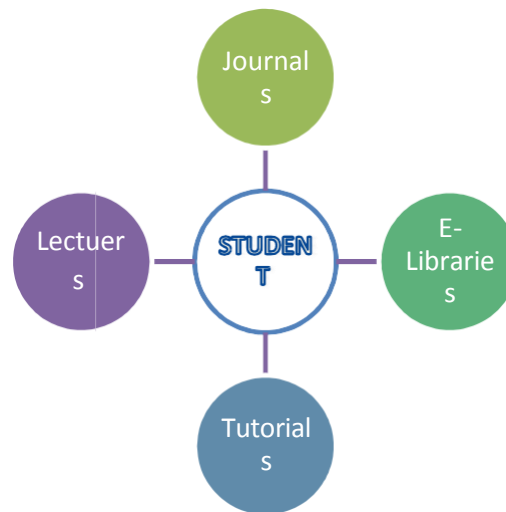 Journal
s
Lectuer
s
STUDEN
T
E-
Librarie
s
Tutorial
s